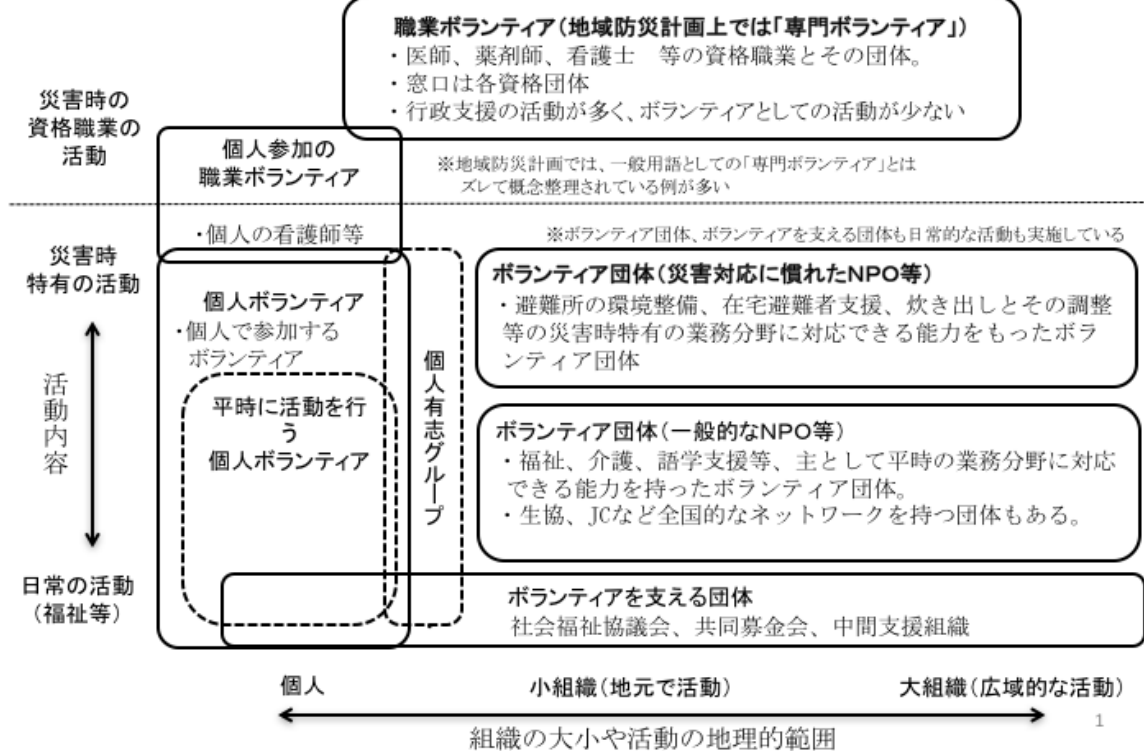 職業ボランティア（地域防災計画上では「専門ボランティア」）
・医師、薬剤師、看護士　等の資格職業とその団体。
・窓口は各資格団体
・行政支援の活動が多く、ボランティアとしての活動が少ない
災害時の
資格職業の
活動
個人参加の
職業ボランティア
※地域防災計画では、一般用語としての「専門ボランティア」とは
ズレて概念整理されている例が多い
・個人の看護師等
※ボランティア団体、ボランティアを支える団体も日常的な活動も実施している
災害時
特有の活動
ボランティア団体（災害対応に慣れたNPO等）
・避難所の環境整備、在宅避難者支援、炊き出しとその調整
等の災害時特有の業務分野に対応できる能力をもったボラ
ンティア団体
個人ボランティア
・個人で参加する
ボランティア
個人有志グループ
活動内容
平時に活動を行
う
個人ボランティア
ボランティア団体（一般的なNPO等）
・福祉、介護、語学支援等、主として平時の業務分野に対応
できる能力を持ったボランティア団体。
・生協、JCなど全国的なネットワークを持つ団体もある。
日常の活動
（福祉等）
ボランティアを支える団体
社会福祉協議会、共同募金会、中間支援組織
個人
小組織（地元で活動）
大組織（広域的な活動）
組織の大小や活動の地理的範囲
1